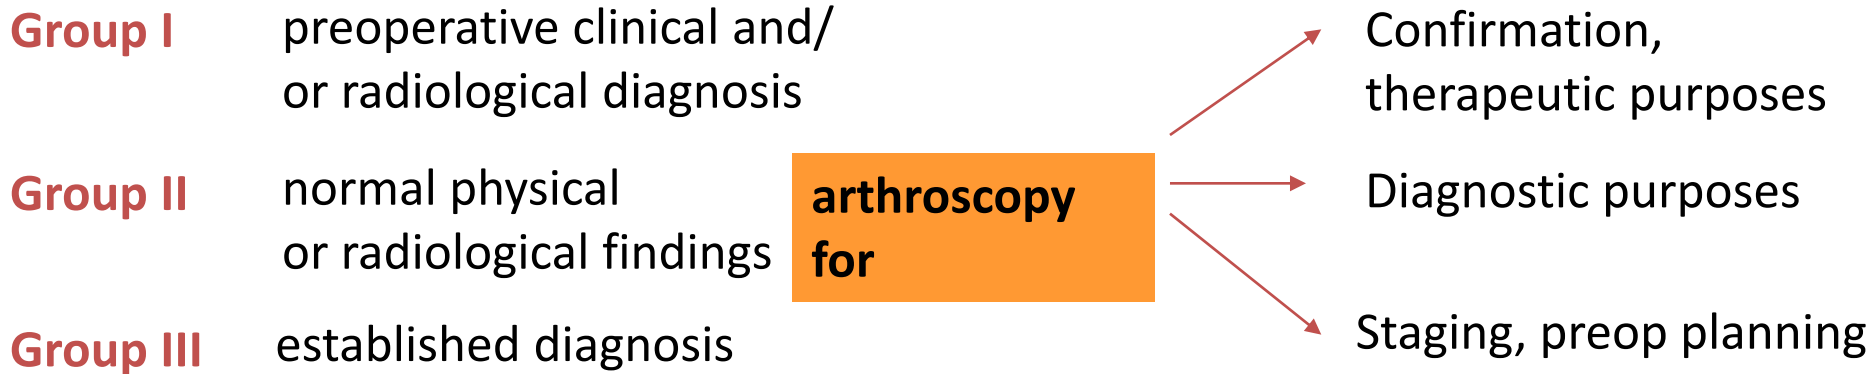 Group I preoperative clinical and/
or radiological diagnosis
Confirmation,
therapeutic purposes
Group II normal physical
or radiological findings
arthroscopy
for
Diagnostic purposes
Group III established diagnosis
Staging, preop planning